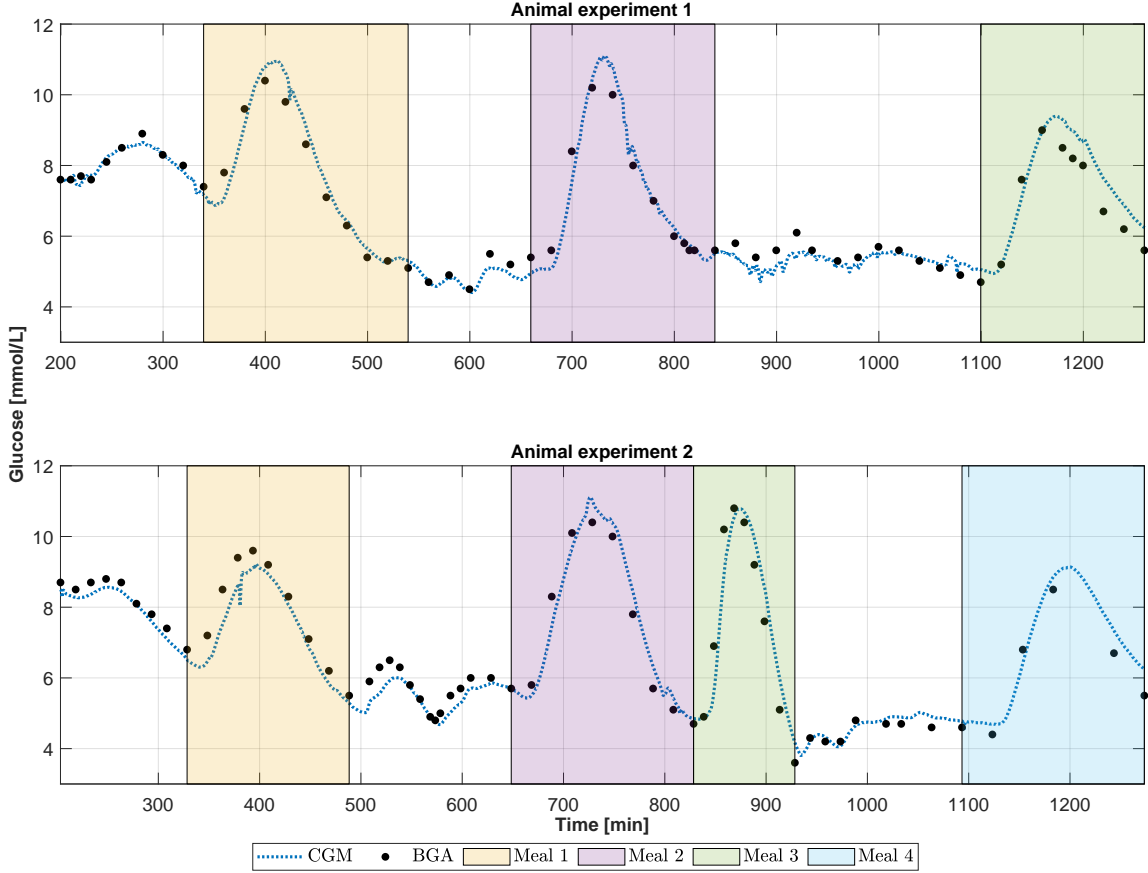 Animal experiment 1
12
10
8
6
4
200 300 400 500 600 700 800 900 1000 1100 1200
Glucose [mmol/L]
Animal experiment 2
12
10
8
6
4
300 400 500 600 700 800 900 1000 1100 1200
Time [min]
CGM BGA Meal 1 Meal 2 Meal 3 Meal 4